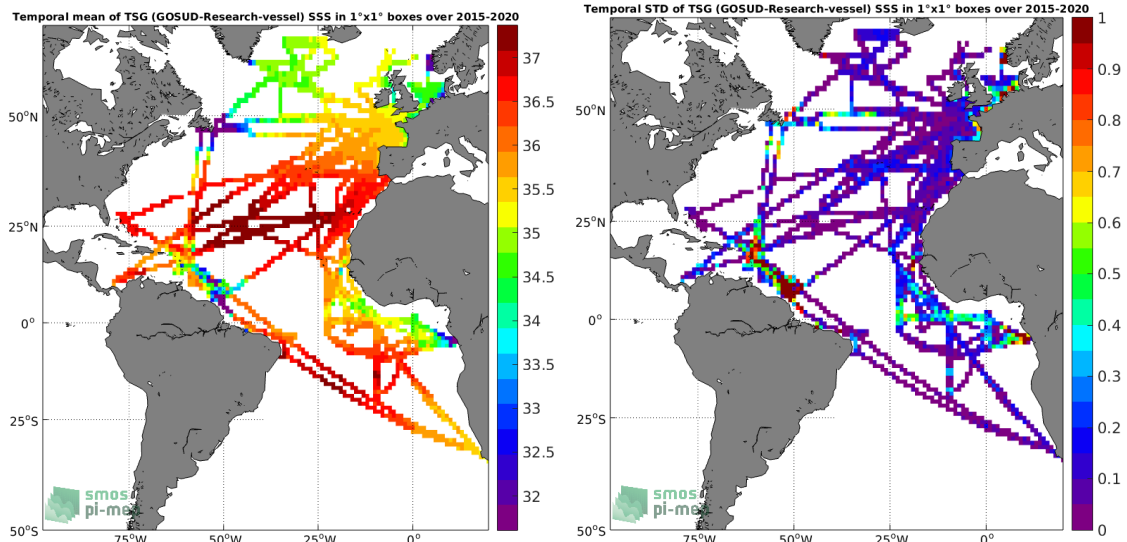 Temporal mean of TSG (GOSUD-Research-vessel) SSS in 1°x1° boxes over 2015-2020
50°N
25°N
0°
25°S
50°S
75°W
50°W
25°W
0°
37
36.5
36
35.5
35
34.5
34
33.5
33
32.5
32
smos
pi-me
Temporal STD of TSG (GOSUD-Research-vessel) SSS in 1°x1° boxes over 2015-2020
50°N
25°N
0°
25°S
50°S
75°W
50°W
25°W
0°
1
0.9
0.8
0.7
0.6
0.5
0.4
0.3
0.2
0.1
0
smos
pi-me